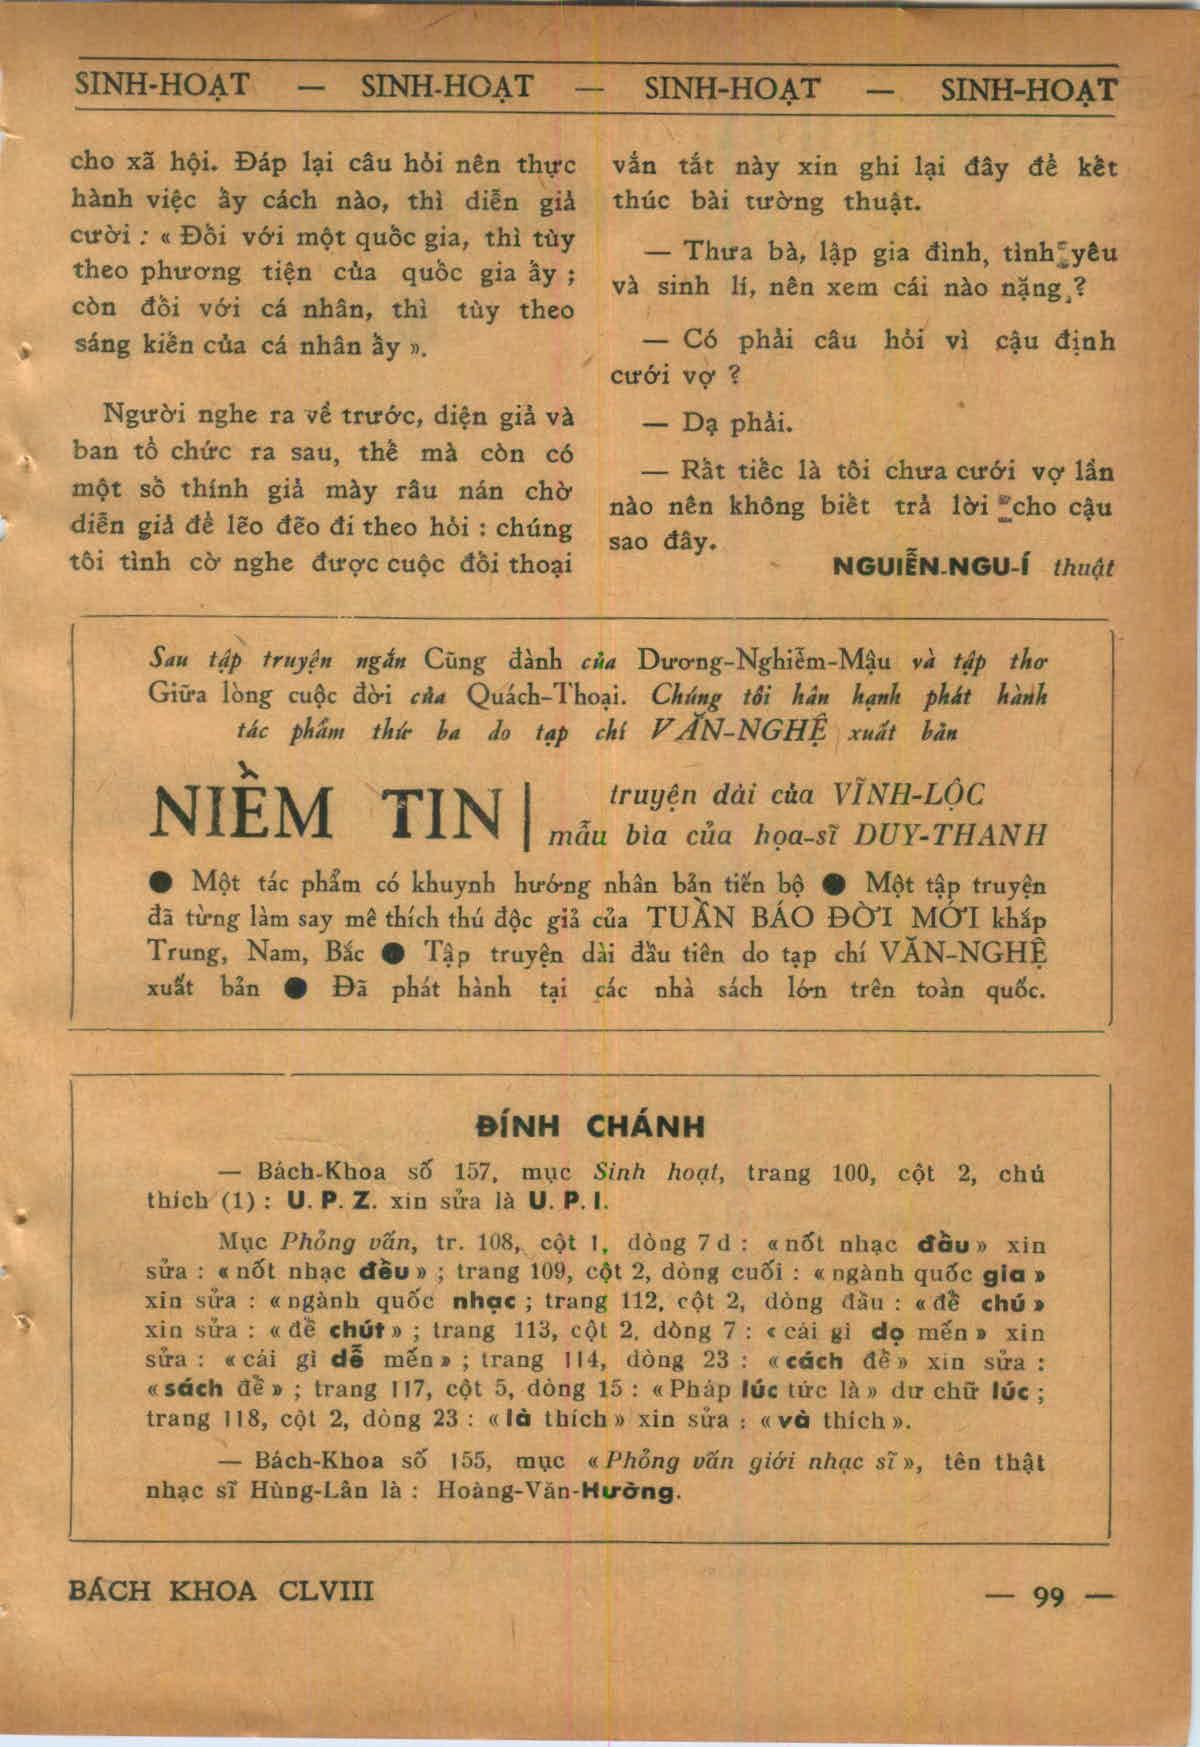 SINH-HOẠT — SINH-HOẠT — SINH-HOẠT — SINH-HOẠT
cho xã hội. Đáp lại câu hỏi nên thực
hành việc ấy cách nào, thì diễn giả
cười : « Đối với một quốc gia, thì tùy
theo phương tiện của quốc gia ấy ;
còn đối với cá nhân, thì tùy theo
sáng kiến của cá nhân ấy ».
Người nghe ra về trước, diện giả và
ban tổ chức ra sau, thế mà còn có
một số thính giả mày râu nán chờ
diễn giả để lẽo đẽo đi theo hỏi : chúng
tôi tình cờ nghe được cuộc đối thoại
vắn tắt này xin ghi lại đây để kết
thúc bài tường thuật.
— Thưa bà, lập gia đình, tình yêu
và sinh lí, nên xem cái nào nặng ?
— Có phải câu hỏi vì cậu định
cưới vợ ?
— Dạ phải.
— Rất tiếc là tôi chưa cưới vợ lần
nào nên không biết trả lời cho cậu
sao đây.
NGUIỄN-NGU-Í thuật
Sau tập truyện ngắn Cũng đành của Dương-Nghiễm-Mậu và tập thơ
Giữa lòng cuộc đời của Quách-Thoại. Chúng tôi hân hạnh phát hành
tác phẩm thứ ba do tạp chí VĂN-NGHỆ xuất bản
NIỀM TIN
truyện dài của VĨNH-LỘC
mẫu bìa của họa-sĩ DUY-THANH
● Một tác phẩm có khuynh hướng nhân bản tiến bộ ● Một tập truyện
đã từng làm say mê thích thú độc giả của TUẦN BÁO ĐỜI MỚI khắp
Trung, Nam, Bắc ● Tập truyện dài đầu tiên do tạp chí VĂN-NGHỆ
xuất bản ● Đã phát hành tại các nhà sách lớn trên toàn quốc.
ĐÍNH CHÁNH
— Bách-Khoa số 157, mục Sinh hoạt, trang 100, cột 2, chú
thích (1) : U. P. Z. xin sửa là U. P. I.
Mục Phỏng vấn, tr. 108, cột 1, dòng 7 d : « nốt nhạc đầu » xin
sửa : « nốt nhạc đều » ; trang 109, cột 2, dòng cuối : « ngành quốc gia »
xin sửa : « ngành quốc nhạc ; trang 112, cột 2, dòng đầu : « để chú »
xin sửa : « để chút » ; trang 113, cột 2, dòng 7 : « cái gì dọ mến » xin
sửa : « cái gì dễ mến » ; trang 114, dòng 23 : « cách đề » xin sửa :
« sách đề » ; trang 117, cột 5, dòng 15 : « Pháp lúc tức là » dư chữ lúc ;
trang 118, cột 2, dòng 23 : « là thích » xin sửa : « và thích ».
— Bách-Khoa số 155, mục « Phỏng vấn giới nhạc sĩ », tên thật
nhạc sĩ Hùng-Lân là : Hoàng-Văn-Hường.
BÁCH KHOA CLVIII
— 99 —